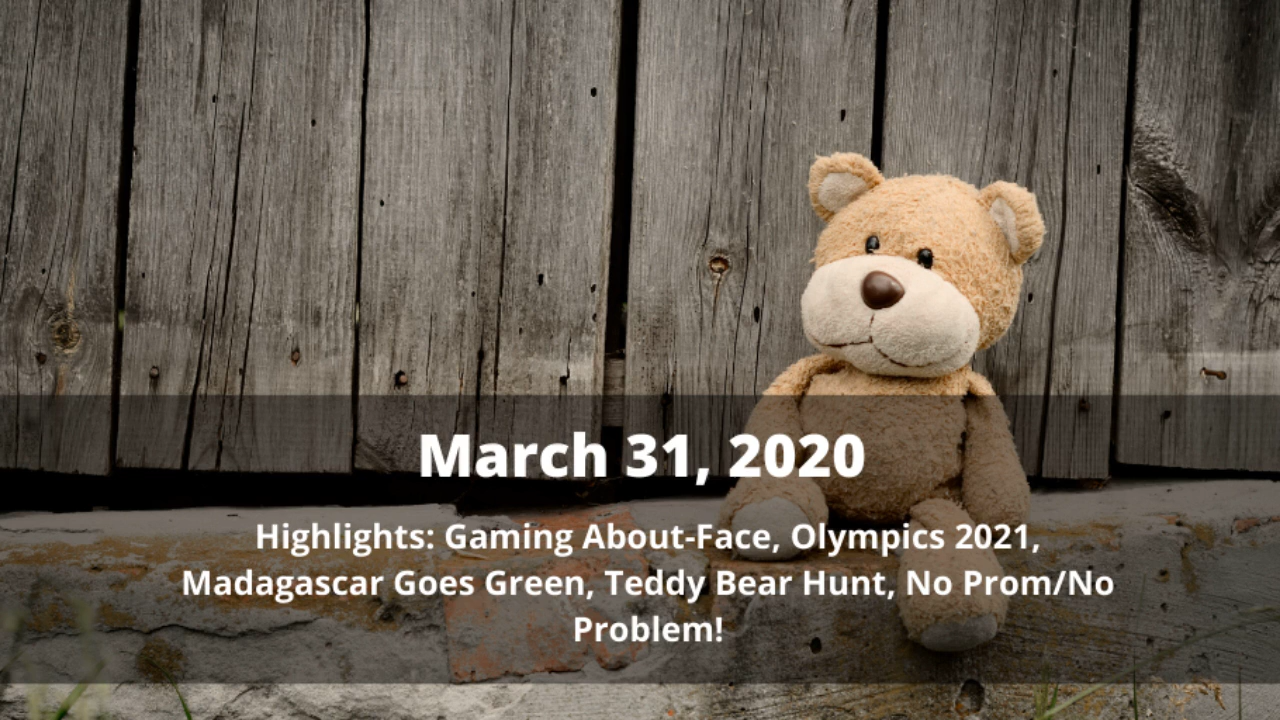 March 31, 2020
Highlights: Gaming About-Face, Olympics 2021,
Madagascar Goes Green, Teddy Bear Hunt, No Prom/No
Problem!